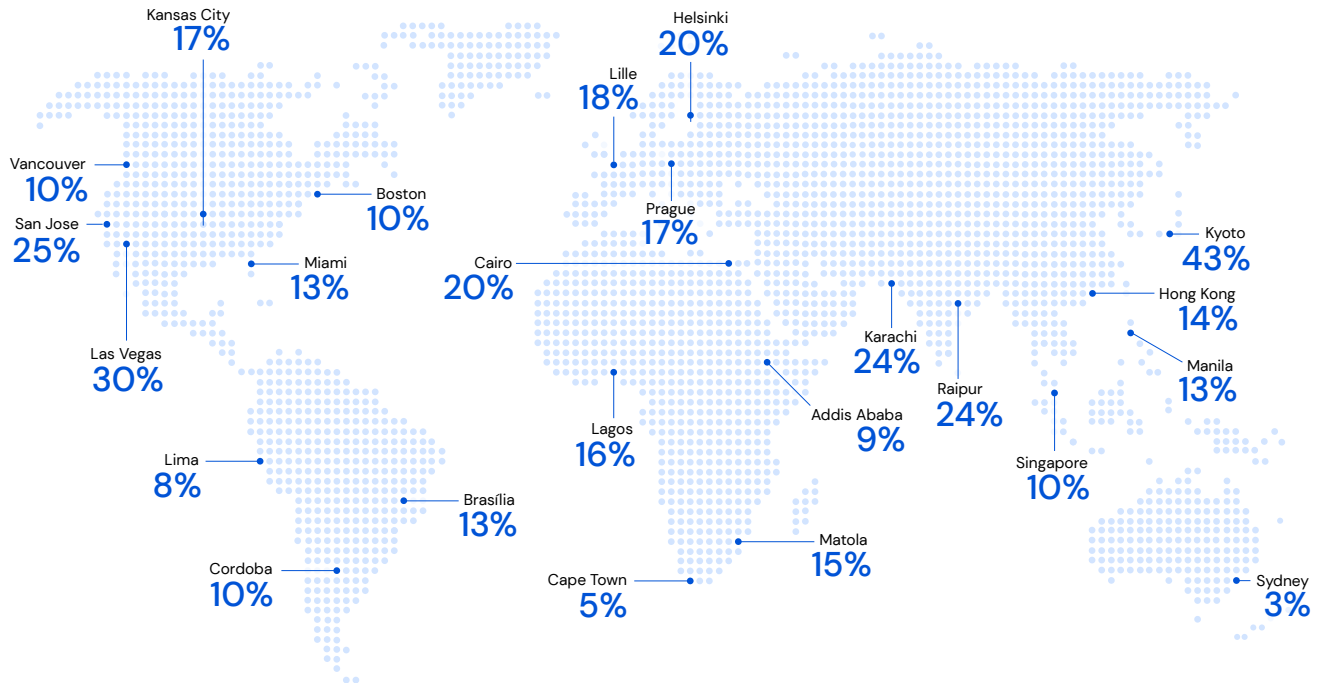 Kansas City
17%
Helsinki
20%
Lille
18%
Vancouver
10%
Boston
10%
San Jose
25%
Prague
17%
Kyoto
43%
Miami
13%
Cairo
20%
Hong Kong
14%
Karachi
24%
Las Vegas
30%
Manila
13%
Raipur
24%
Addis Ababa
9%
Lagos
16%
Lima
8%
Singapore
10%
Brasília
13%
Matola
15%
Cordoba
10%
Cape Town
5%
Sydney
3%